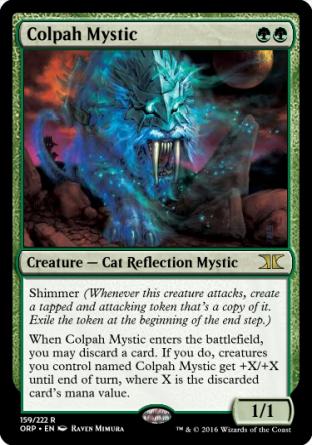 Colpah Mystic
Creature — Cat Reflection Mystic
Shimmer (Whenever this creature attacks, create
a tapped and attacking token that's a copy of it.
Exile the token at the beginning of the end step.)
When Colpah Mystic enters the battlefield,
you may discard a card. If you do, creatures
you control named Colpah Mystic get +X/+X
until end of turn, where X is the discarded
card's mana value.
1/1
159/222 R
ORP • EN Raven Mimura
™ & © 2016 Wizards of the Coast